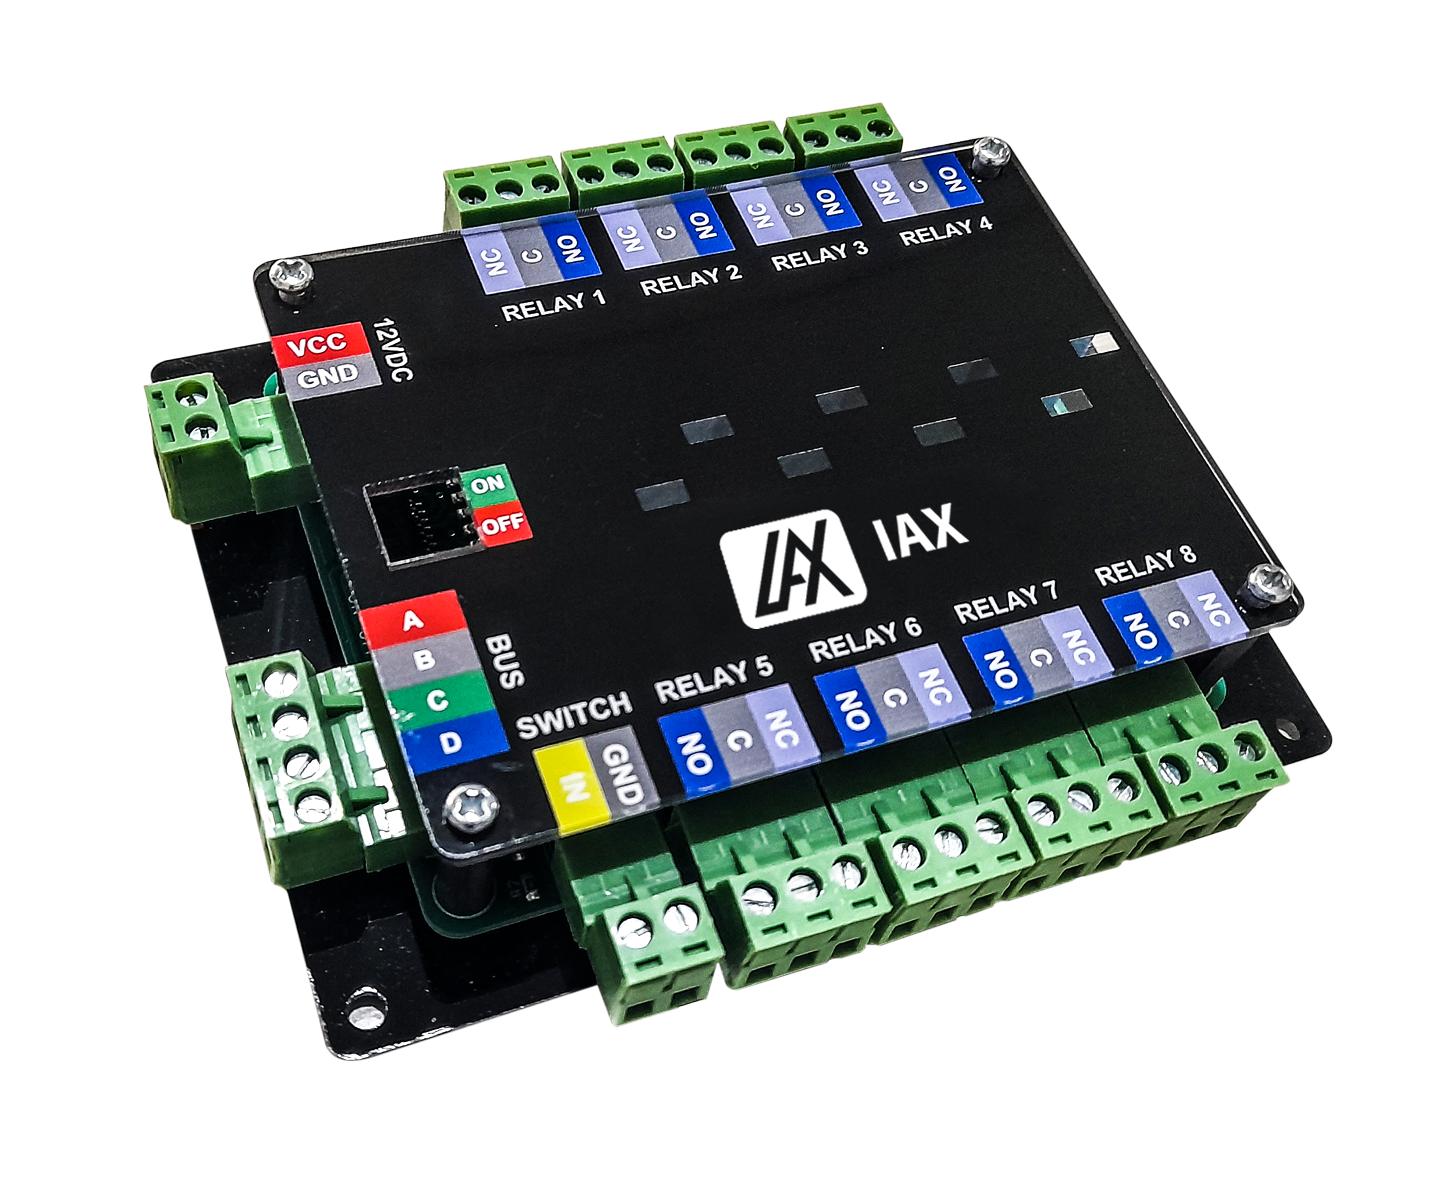 NC C NO
RELAY 1
NC C NO
RELAY 2
NC C NO
RELAY 3
NC C NO
RELAY 4
VCC
GND
12VDC
ON
OFF
A
B
C
D
BUS
IAX
IAX
SWITCH
IN GND
RELAY 5
NO C NC
RELAY 6
NO C NC
RELAY 7
NO C NC
RELAY 8
NO C NC